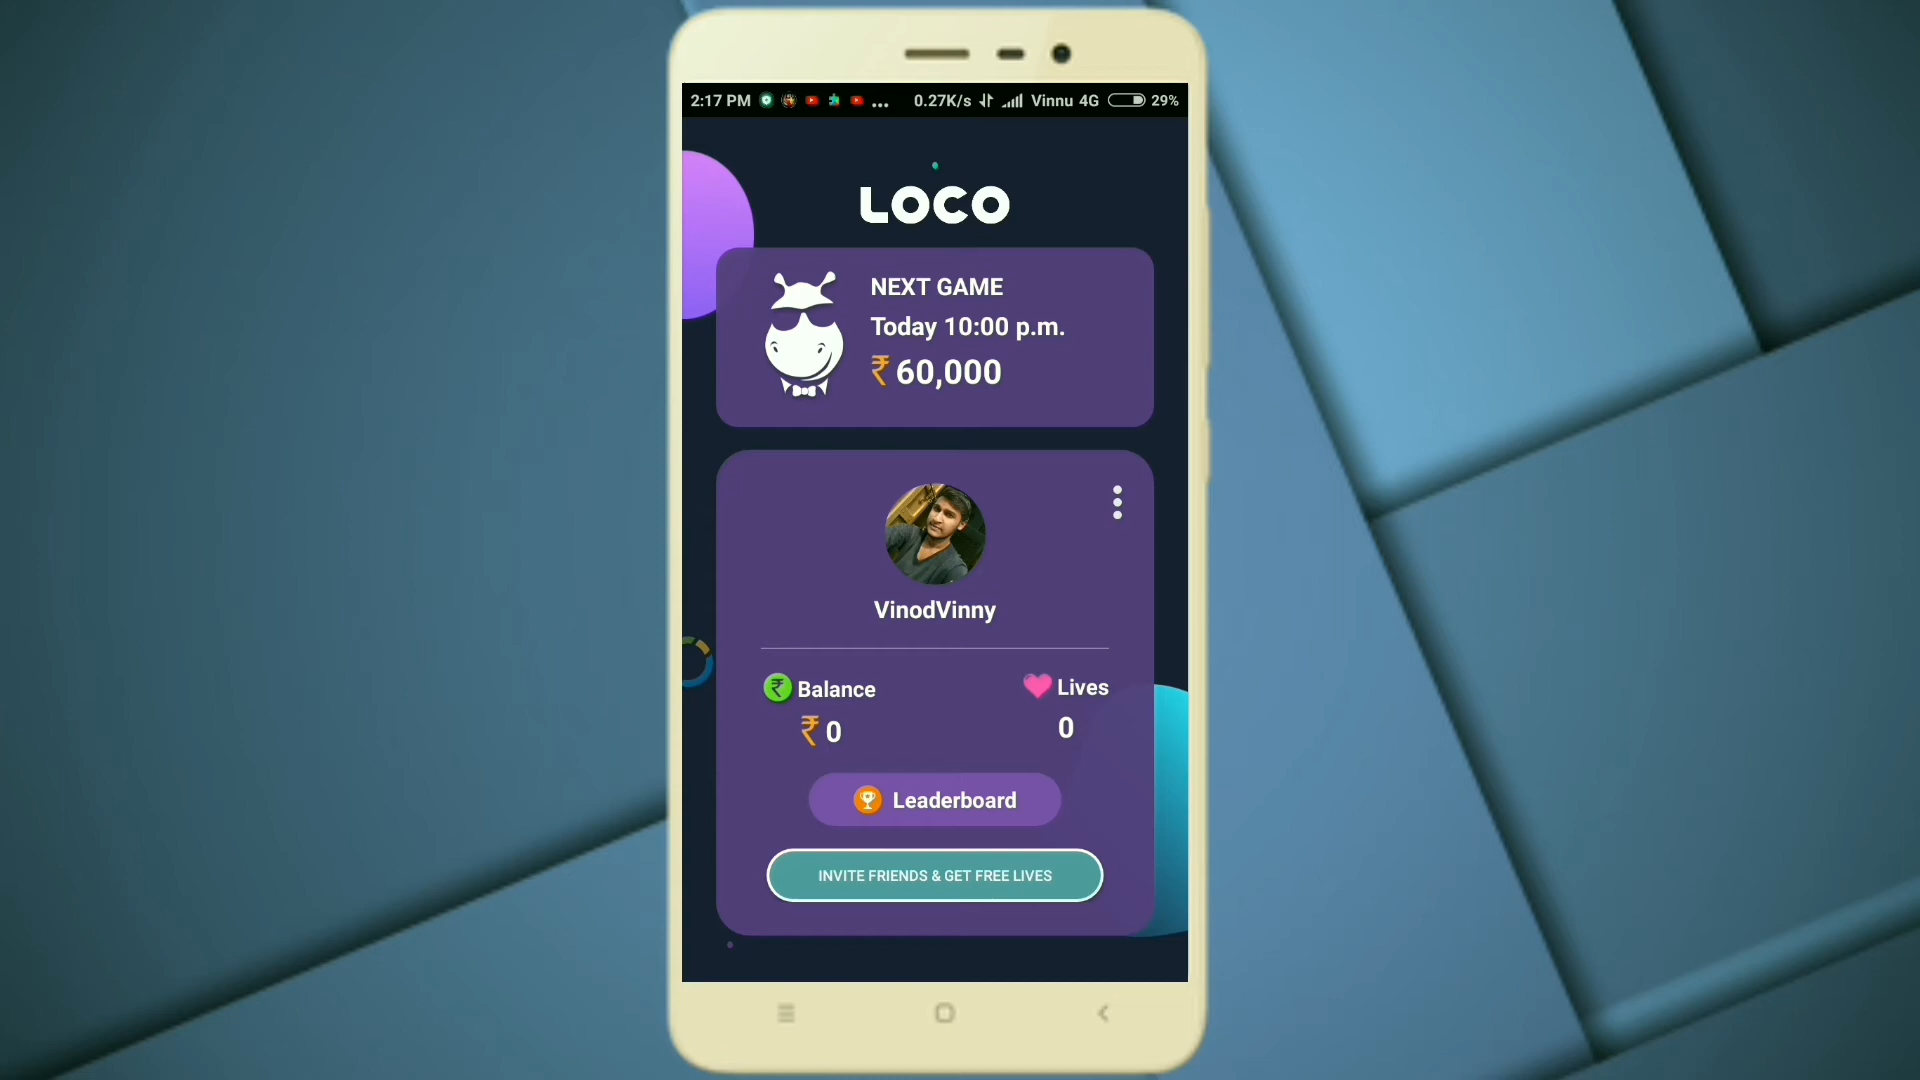 2:17 PM ... 0.27K/s Vinnu 4G 29%
LOCO
NEXT GAME
Today 10:00 p.m.
₹ 60,000
VinodVinny
Balance Lives
₹ 0 0
Leaderboard
INVITE FRIENDS & GET FREE LIVES